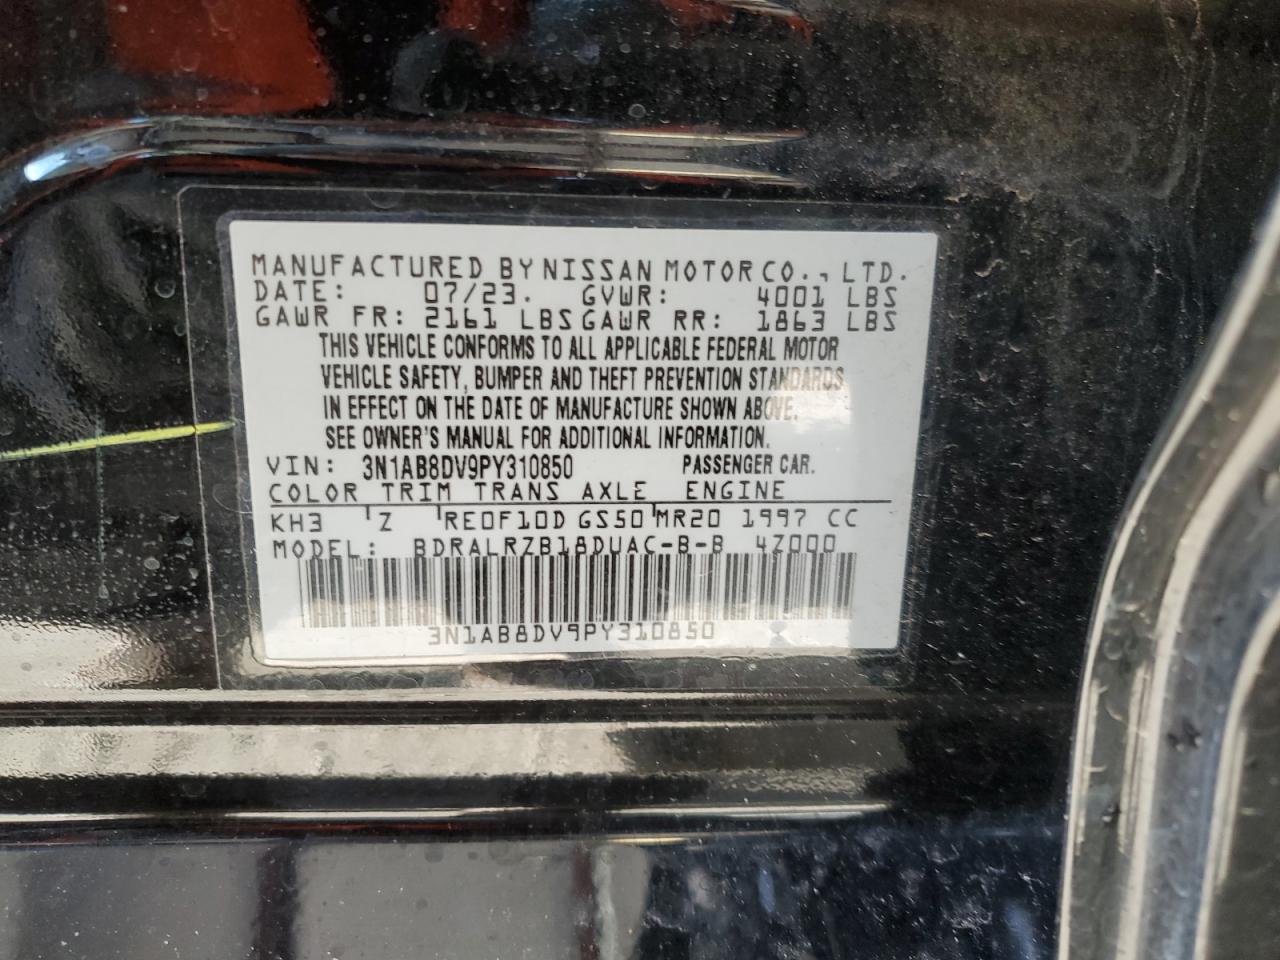 MANUFACTURED BY NISSAN MOTOR CO., LTD.
DATE: 07/23. GVWR: 4001 LBS
GAWR FR: 2161 LBS GAWR RR: 1863 LBS
THIS VEHICLE CONFORMS TO ALL APPLICABLE FEDERAL MOTOR
VEHICLE SAFETY, BUMPER AND THEFT PREVENTION STANDARDS
IN EFFECT ON THE DATE OF MANUFACTURE SHOWN ABOVE.
SEE OWNER'S MANUAL FOR ADDITIONAL INFORMATION.
VIN: 3N1AB8DV9PY310850 PASSENGER CAR.
COLOR TRIM TRANS AXLE ENGINE
KH3 Z RE0F10D GS50 MR20 1997 CC
MODEL: BDRALRZB18DUAC-B-B 4Z000
3N1AB8DV9PY310850